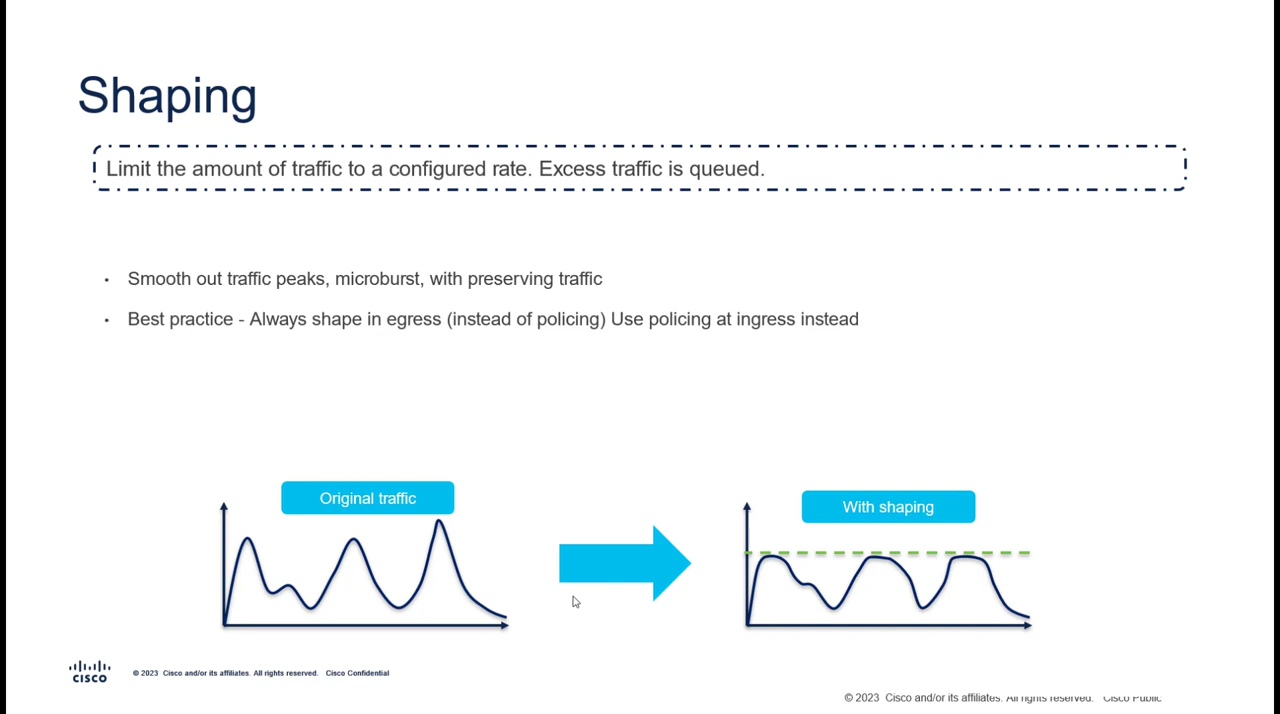 Shaping
Limit the amount of traffic to a configured rate. Excess traffic is queued.
• Smooth out traffic peaks, microburst, with preserving traffic
• Best practice - Always shape in egress (instead of policing) Use policing at ingress instead
Original traffic
With shaping
CISCO
© 2023 Cisco and/or its affiliates. All rights reserved. Cisco Confidential
© 2023 Cisco and/or its affiliates. All rights reserved. Cisco Public